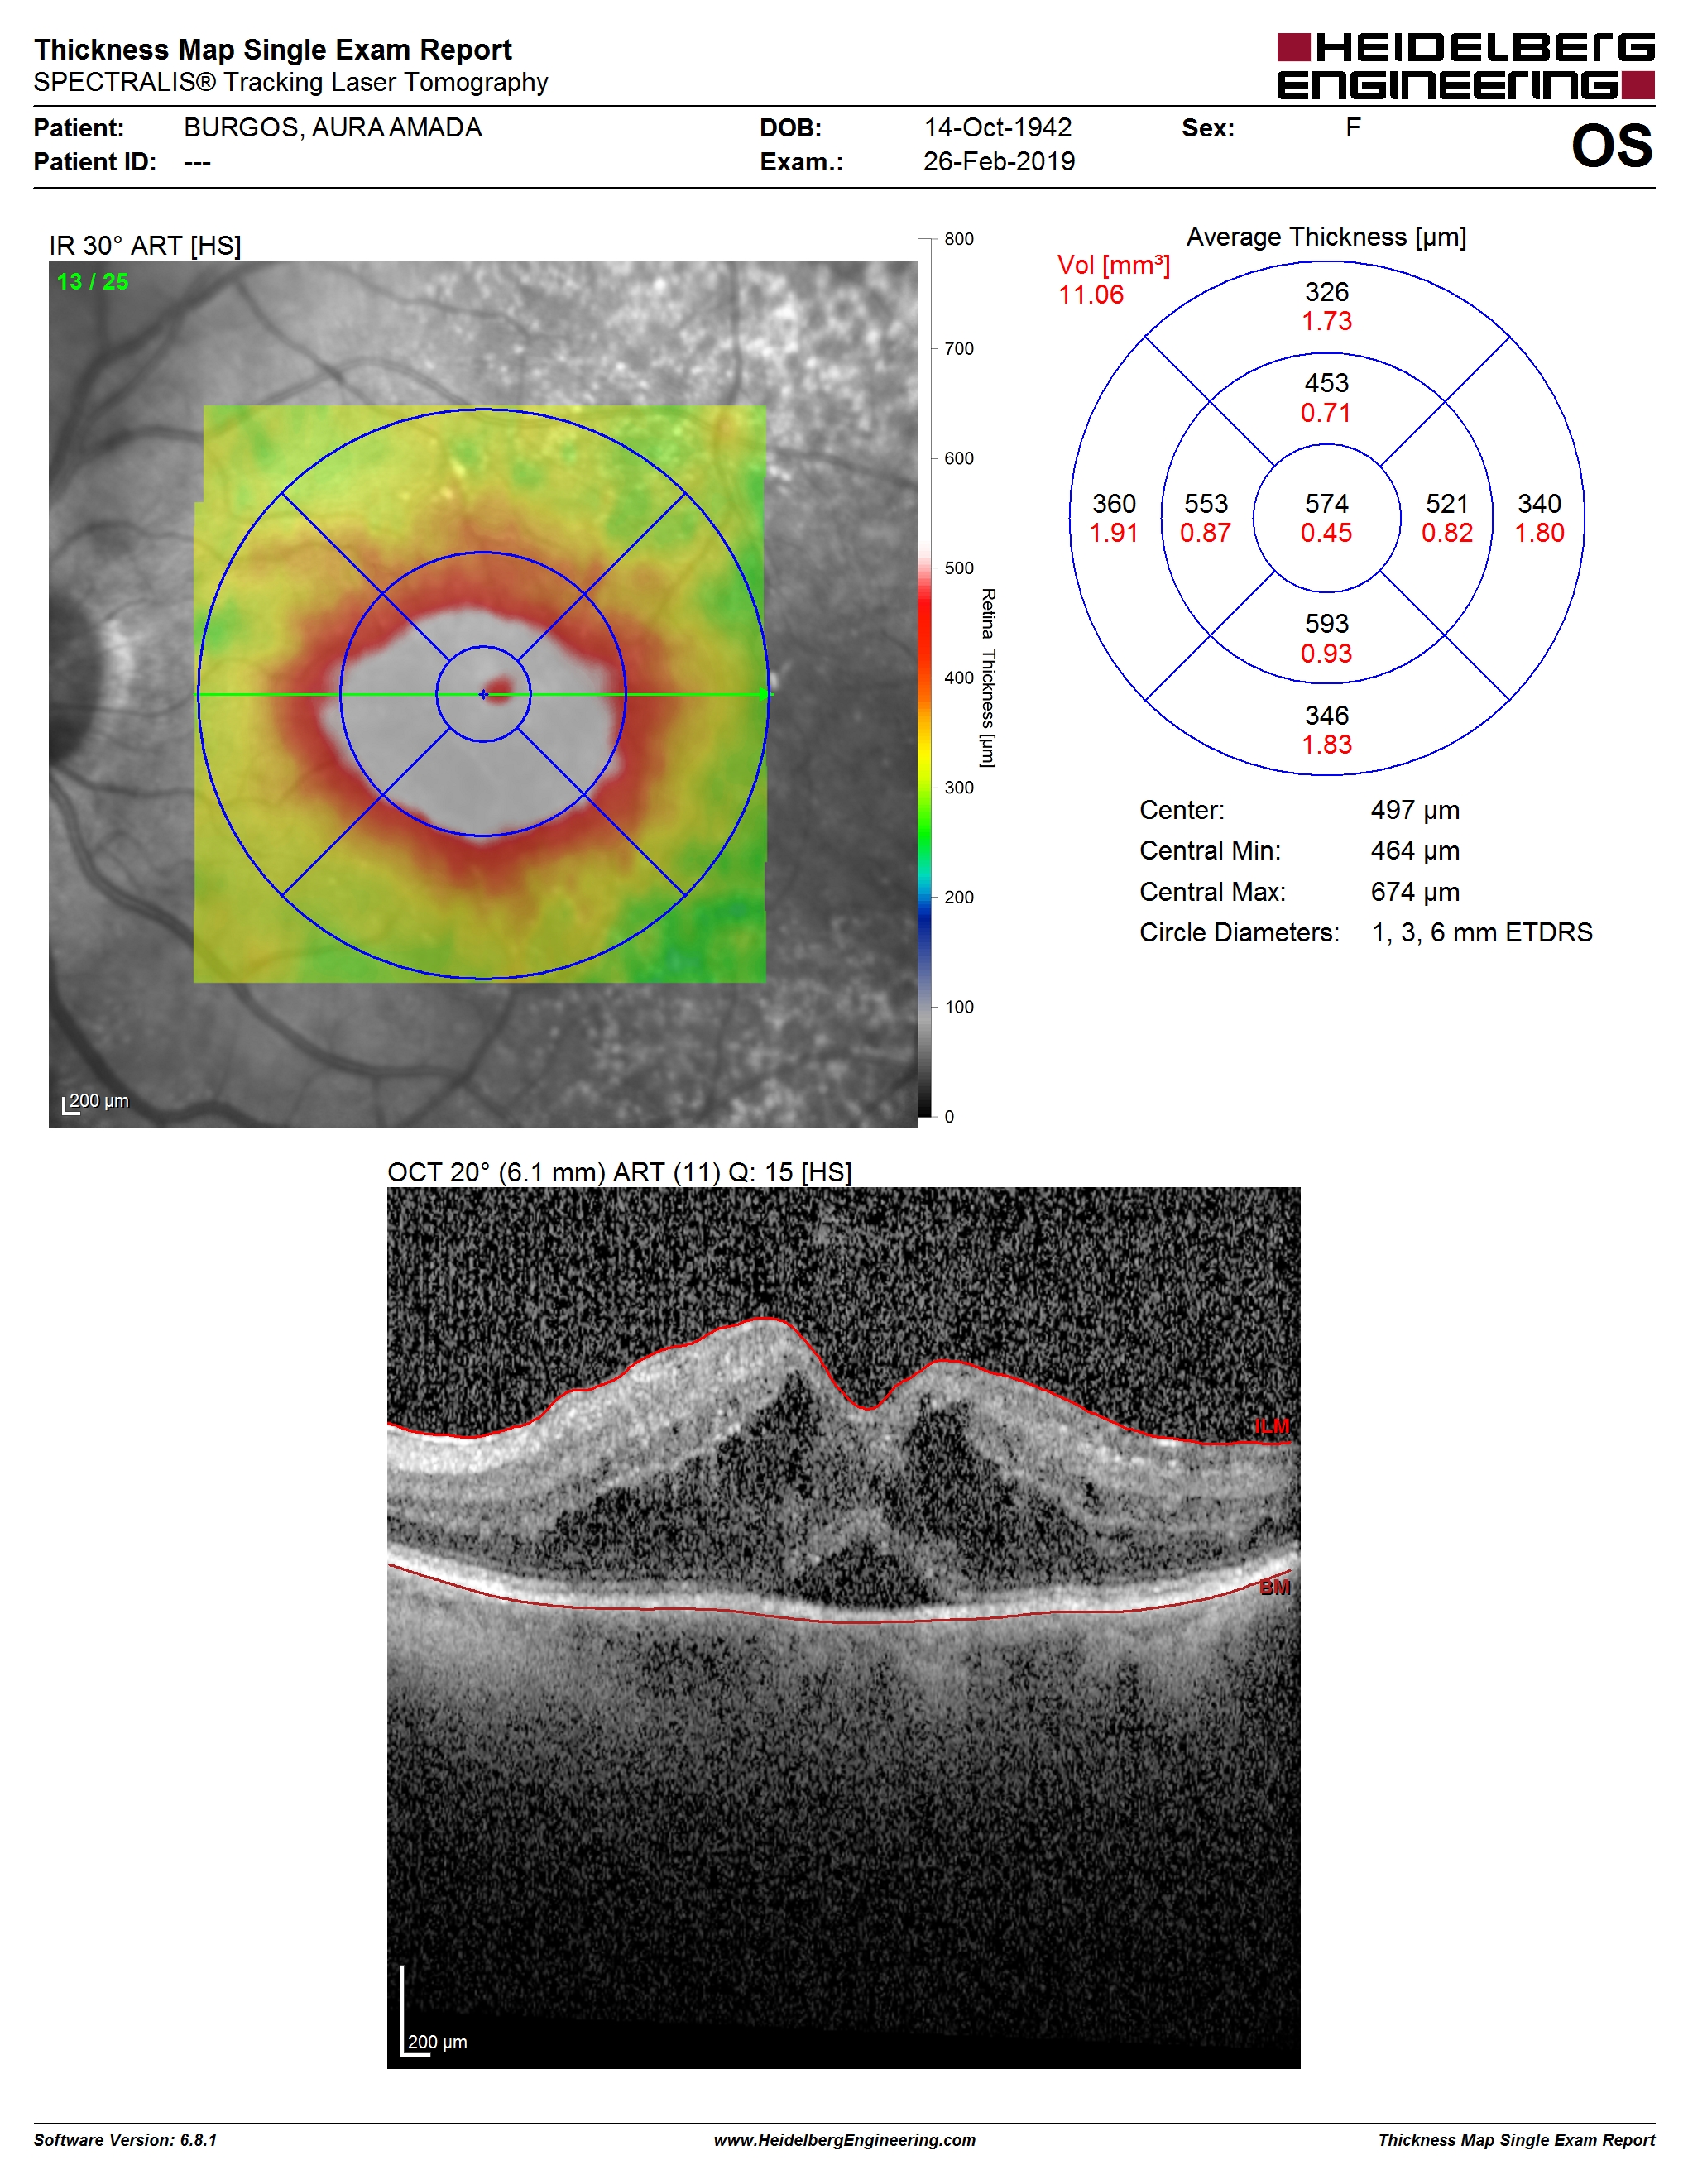 Thickness Map Single Exam Report
SPECTRALIS® Tracking Laser Tomography
HEIDELBERG
ENGINEERING
Patient: BURGOS, AURA AMADA DOB: 14-Oct-1942 Sex: F
Patient ID: --- Exam.: 26-Feb-2019
OS
IR 30° ART [HS]
13 / 25
200 µm
800
700
600
500
400
300
200
100
0
Retina Thickness [µm]
Average Thickness [µm]
Vol [mm³]
11.06
326
1.73
453
0.71
360 553 574 521 340
1.91 0.87 0.45 0.82 1.80
593
0.93
346
1.83
Center: 497 µm
Central Min: 464 µm
Central Max: 674 µm
Circle Diameters: 1, 3, 6 mm ETDRS
OCT 20° (6.1 mm) ART (11) Q: 15 [HS]
ILM
BM
200 µm
Software Version: 6.8.1 www.HeidelbergEngineering.com Thickness Map Single Exam Report